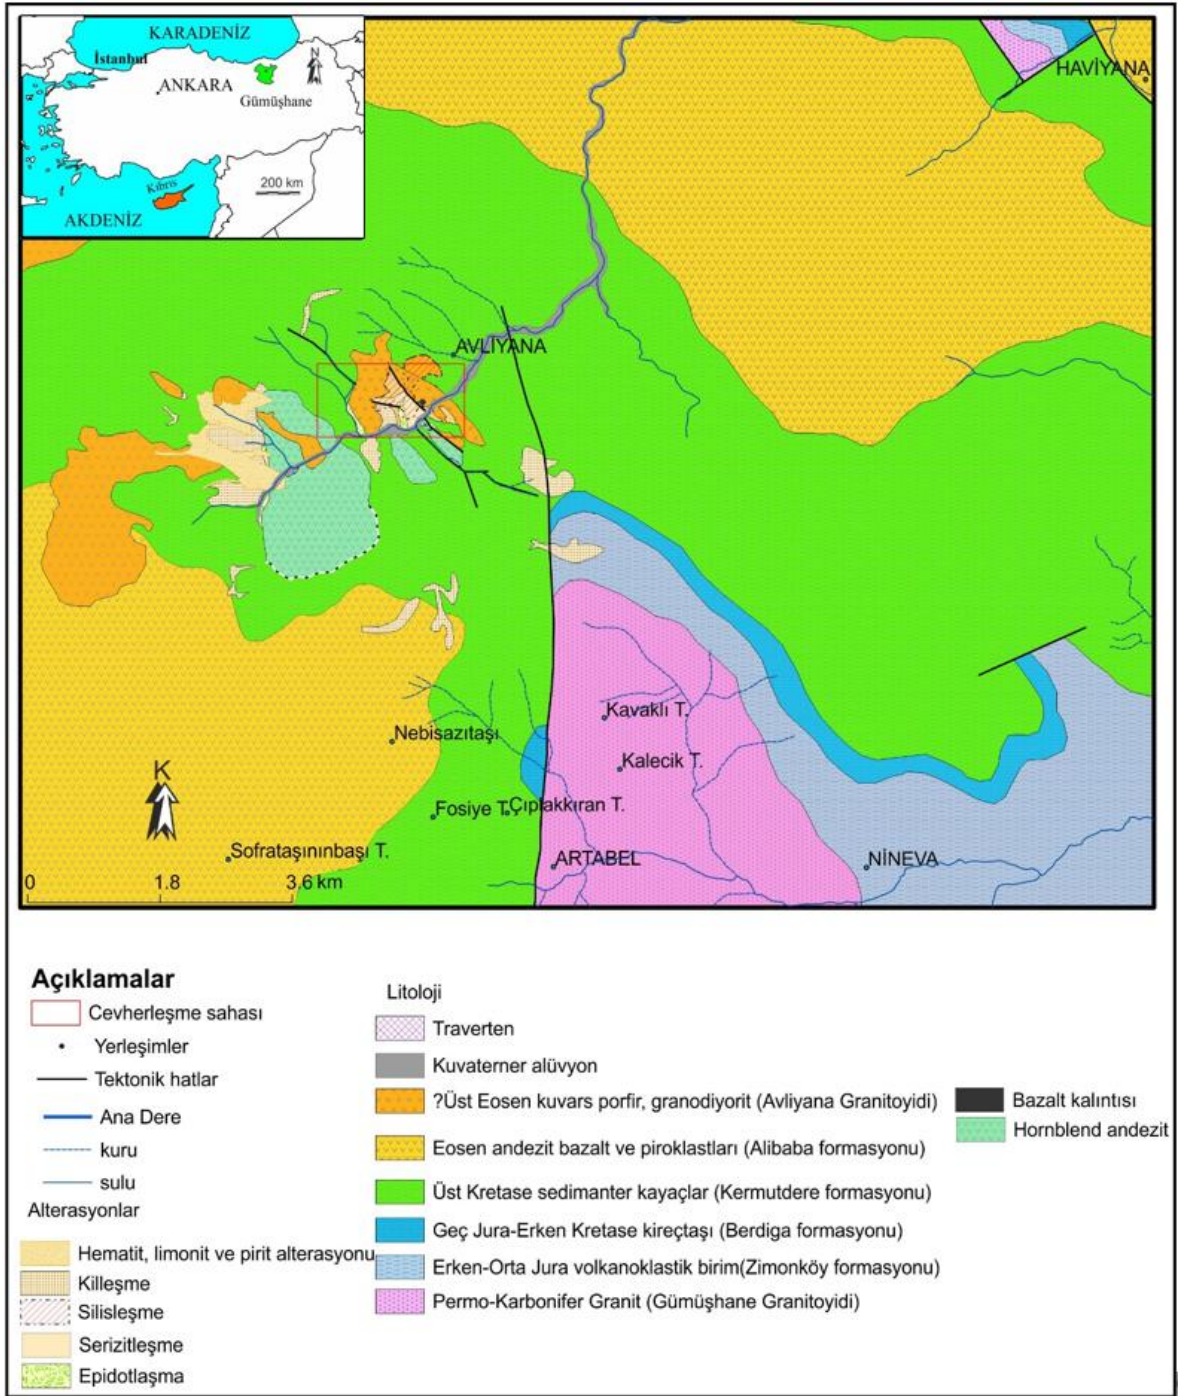 KARADENİZ
İstanbul
N
ANKARA
Gümüşhane
Kıbrıs
200 km
AKDENİZ
HAVİYANA
AVLİYANA
Kavaklı T.
Nebisazıtaşı
Kalecik T.
K
Fosiye T.
Çıplakkıran T.
Sofrataşınınbaşı T.
ARTABEL
NİNEVA
0 1.8 3.6 km
Açıklamalar
Cevherleşme sahası
Yerleşimler
Tektonik hatlar
Ana Dere
kuru
sulu
Alterasyonlar
Hematit, limonit ve pirit alterasyonu
Killeşme
Silisleşme
Serizitleşme
Epidotlaşma
Litoloji
Traverten
Kuvaterner alüvyon
?Üst Eosen kuvars porfir, granodiyorit (Avliyana Granitoyidi)
Eosen andezit bazalt ve piroklastları (Alibaba formasyonu)
Üst Kretase sedimanter kayaçlar (Kermutdere formasyonu)
Geç Jura-Erken Kretase kireçtaşı (Berdiga formasyonu)
Erken-Orta Jura volkanoklastik birim(Zimonköy formasyonu)
Permo-Karbonifer Granit (Gümüşhane Granitoyidi)
Bazalt kalıntısı
Hornblend andezit